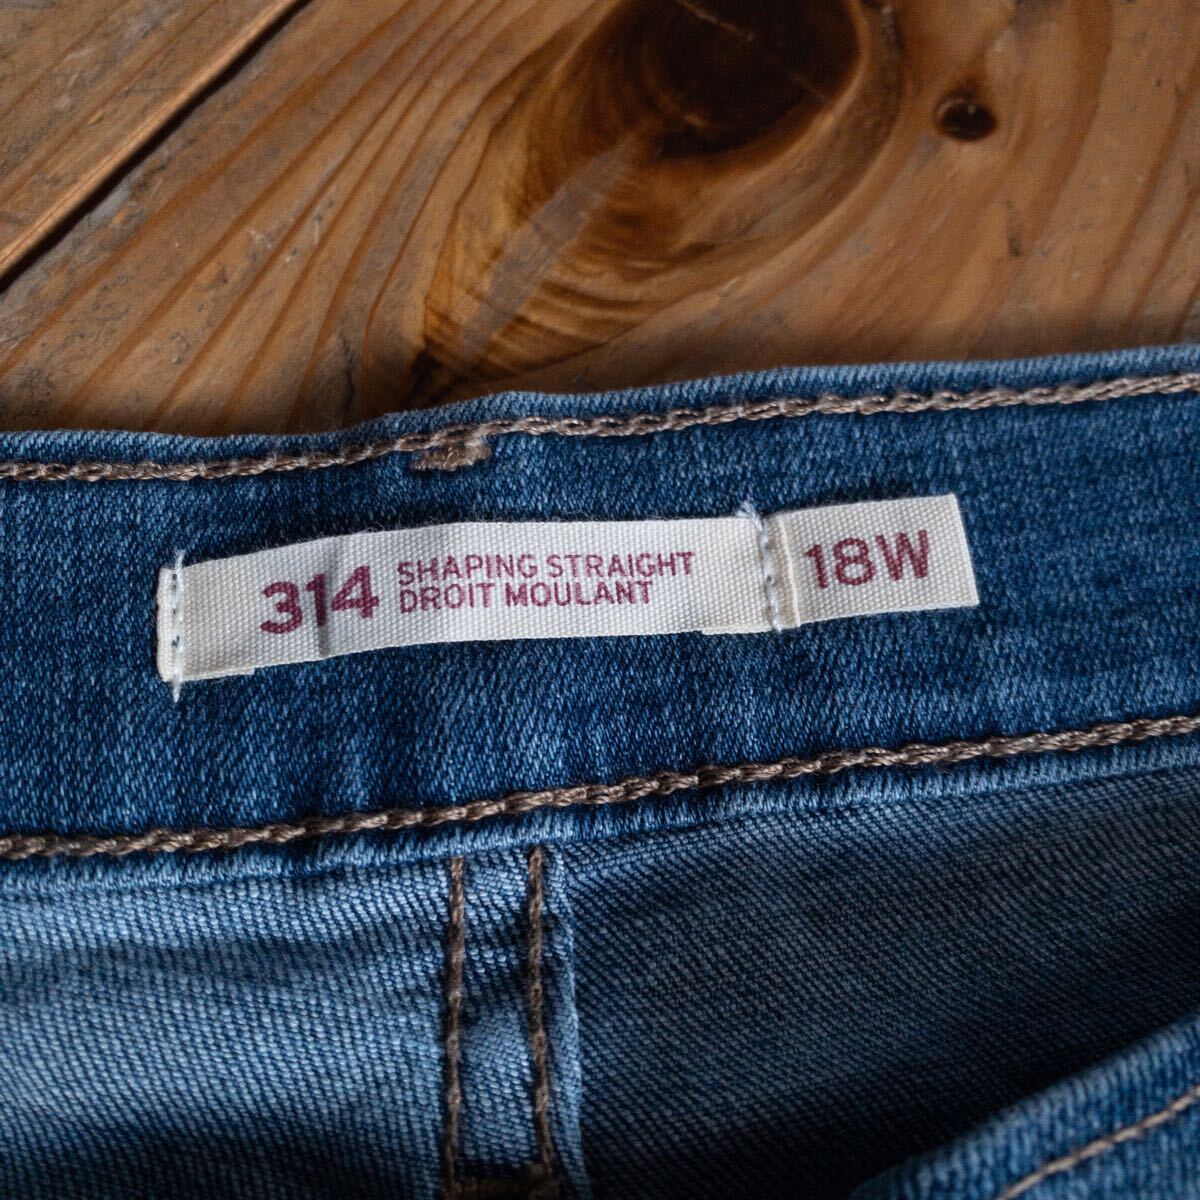 314 SHAPING STRAIGHT
DROIT MOULANT
18W